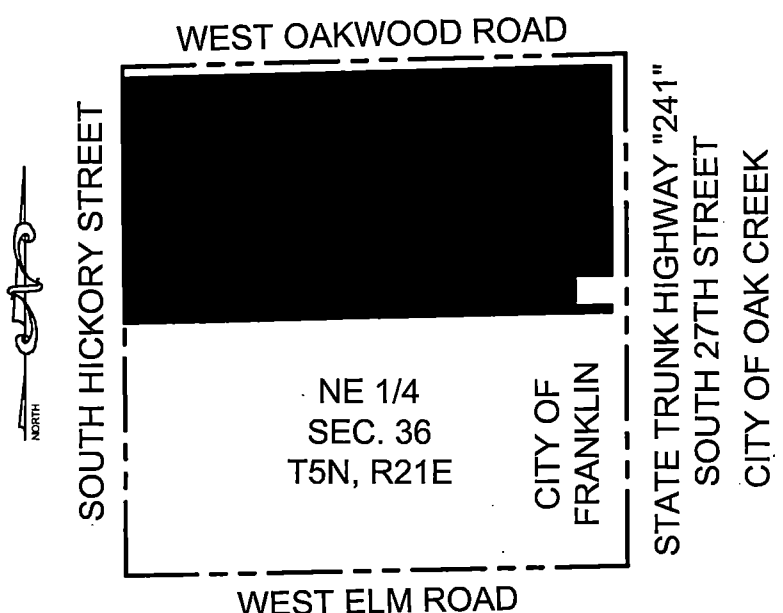 WEST OAKWOOD ROAD
SOUTH HICKORY STREET
NORTH
NE 1/4
SEC. 36
T5N, R21E
CITY OF
FRANKLIN
STATE TRUNK HIGHWAY "241"
SOUTH 27TH STREET
CITY OF OAK CREEK
WEST ELM ROAD